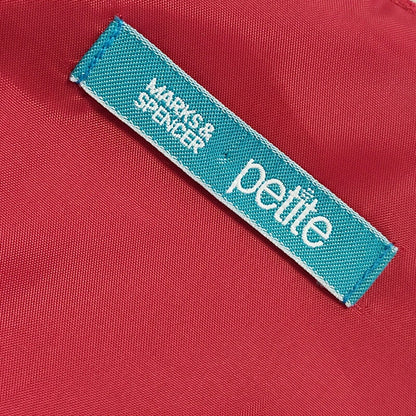 MARKS &
SPENCER
petite